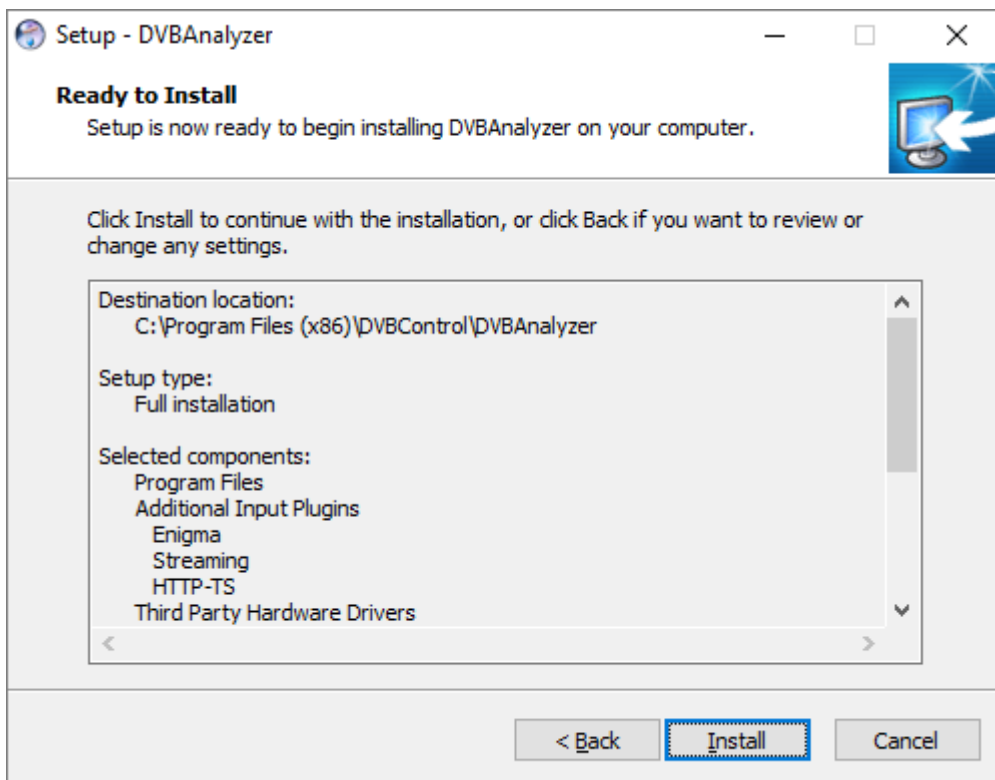 Setup - DVBAnalyzer
Ready to Install
Setup is now ready to begin installing DVBAnalyzer on your computer.
Click Install to continue with the installation, or click Back if you want to review or
change any settings.
Destination location:
C:\Program Files (x86)\DVBControl\DVBAnalyzer
Setup type:
Full installation
Selected components:
Program Files
Additional Input Plugins
Enigma
Streaming
HTTP-TS
Third Party Hardware Drivers
< Back
Install
Cancel